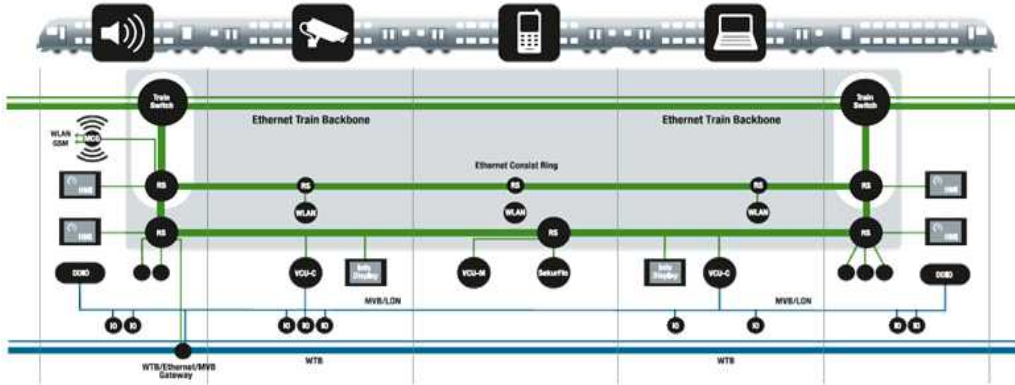 Train
Switch
Train
Switch
Ethernet Train Backbone
Ethernet Train Backbone
WLAN
GSM
MCG
Ethernet Consist Ring
HMI
RS
RS
RS
RS
RS
HMI
WLAN
WLAN
WLAN
HMI
RS
RS
RS
HMI
DDIO
VCU-C
Info
Display
VCU-M
SekurFlo
Info
Display
VCU-C
DDIO
MVB/LON
MVB/LON
IO
IO
IO
IO
IO
IO
IO
IO
IO
WTB
WTB
WTB/Ethernet/MVB
Gateway